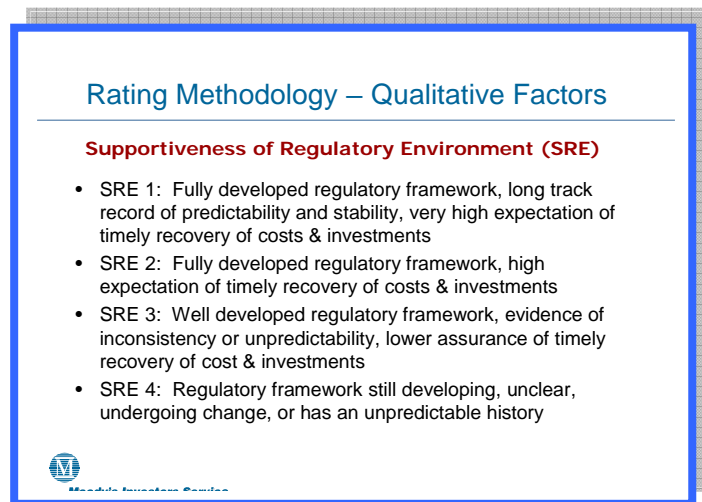 Rating Methodology – Qualitative Factors
Supportiveness of Regulatory Environment (SRE)
• SRE 1: Fully developed regulatory framework, long track
record of predictability and stability, very high expectation of
timely recovery of costs & investments
• SRE 2: Fully developed regulatory framework, high
expectation of timely recovery of costs & investments
• SRE 3: Well developed regulatory framework, evidence of
inconsistency or unpredictability, lower assurance of timely
recovery of cost & investments
• SRE 4: Regulatory framework still developing, unclear,
undergoing change, or has an unpredictable history
M
Moody's Investors Service